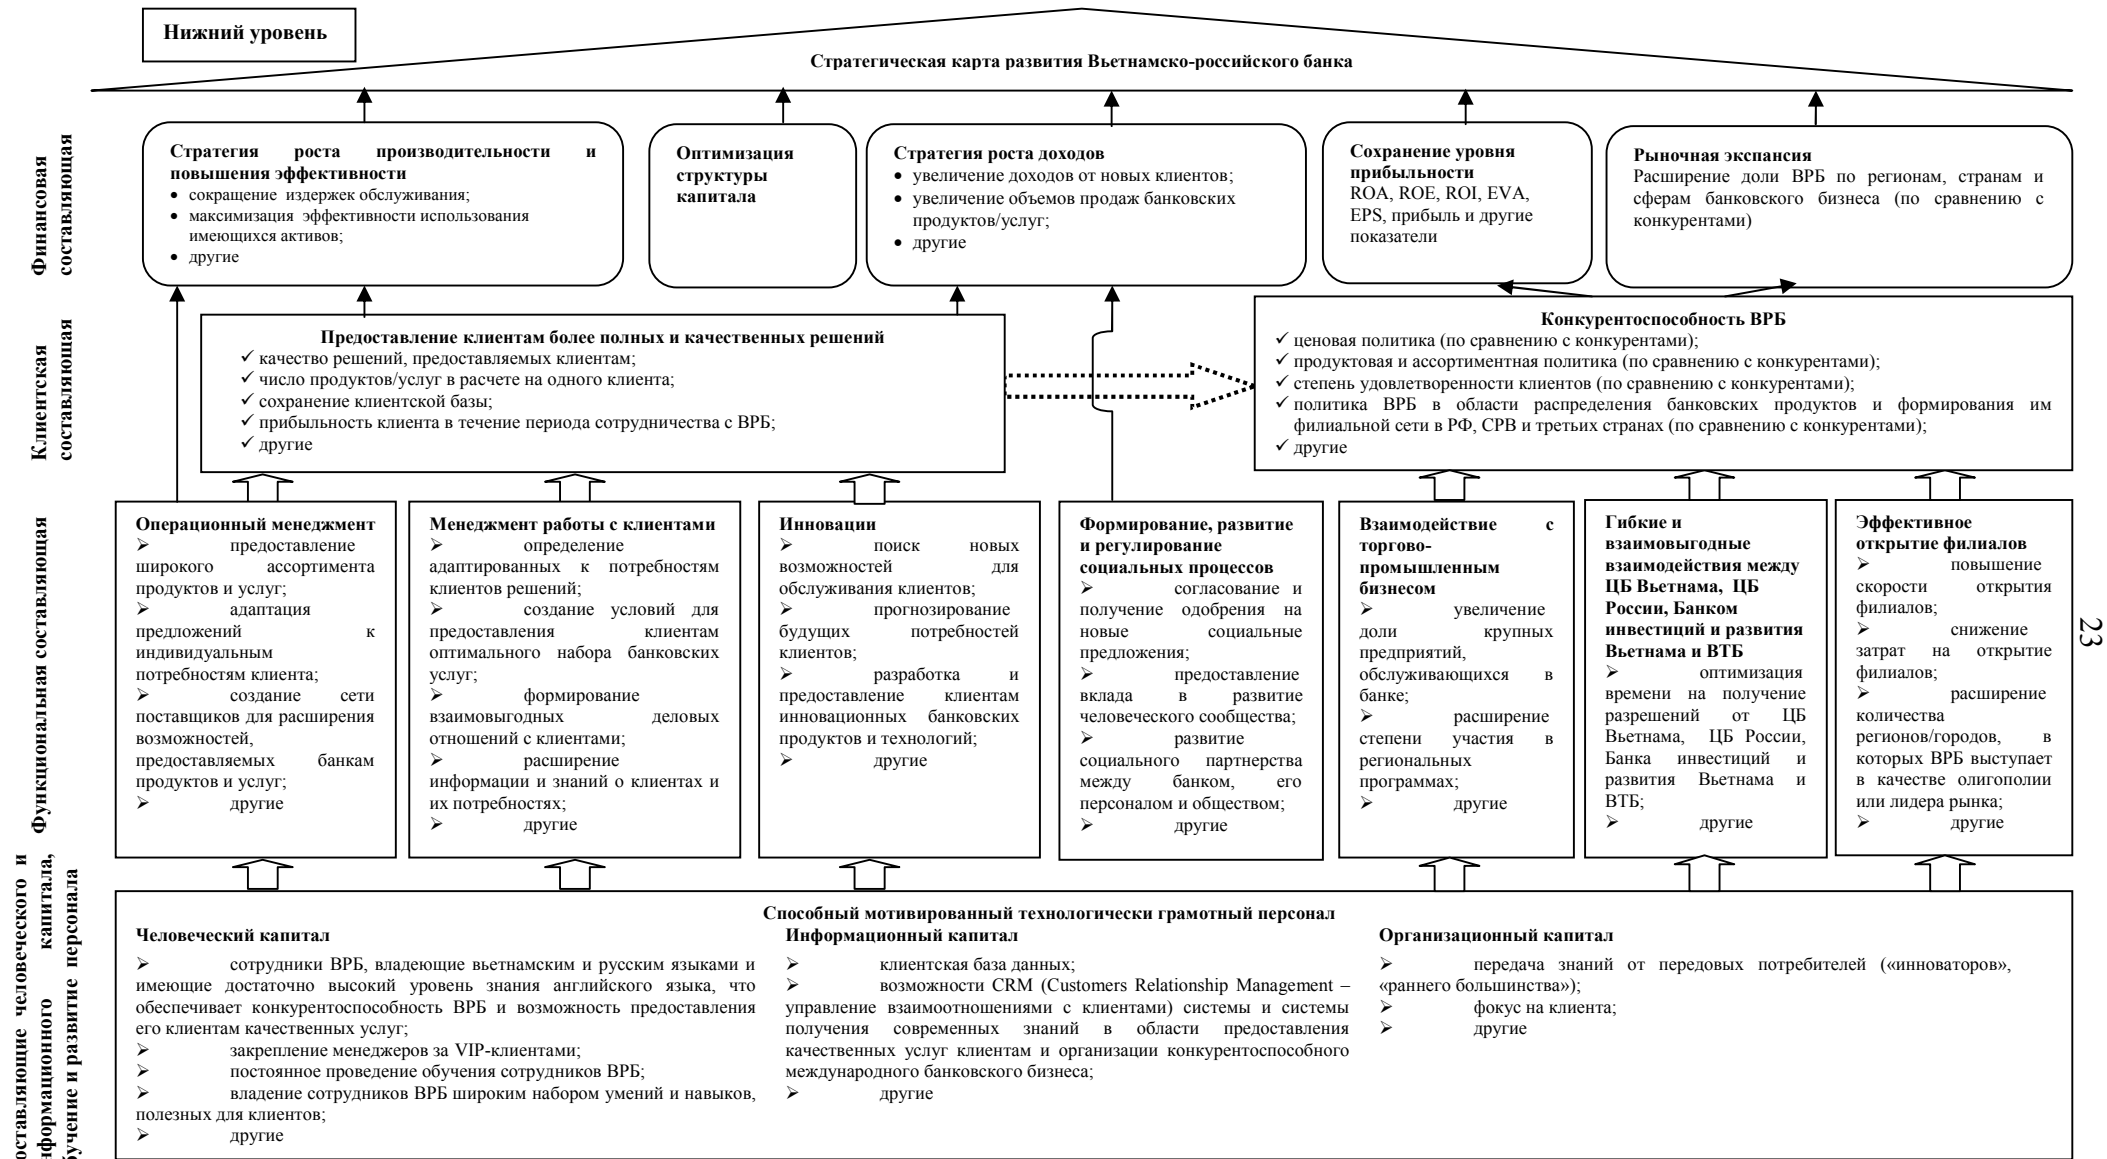 Нижний уровень
Стратегическая карта развития Вьетнамско-российского банка
Финансовая
составляющая
Стратегия роста производительности и
повышения эффективности
• сокращение издержек обслуживания;
• максимизация эффективности использования
имеющихся активов;
• другие
Оптимизация
структуры
капитала
Стратегия роста доходов
• увеличение доходов от новых клиентов;
• увеличение объемов продаж банковских
продуктов/услуг;
• другие
Сохранение уровня
прибыльности
ROA, ROE, ROI, EVA,
EPS, прибыль и другие
показатели
Рыночная экспансия
Расширение доли ВРБ по регионам, странам и
сферам банковского бизнеса (по сравнению с
конкурентами)
Клиентская
составляющая
Предоставление клиентам более полных и качественных решений
✓ качество решений, предоставляемых клиентам;
✓ число продуктов/услуг в расчете на одного клиента;
✓ сохранение клиентской базы;
✓ прибыльность клиента в течение периода сотрудничества с ВРБ;
✓ другие
Конкурентоспособность ВРБ
✓ ценовая политика (по сравнению с конкурентами);
✓ продуктовая и ассортиментная политика (по сравнению с конкурентами);
✓ степень удовлетворенности клиентов (по сравнению с конкурентами);
✓ политика ВРБ в области распределения банковских продуктов и формирования им
филиальной сети в РФ, СРВ и третьих странах (по сравнению с конкурентами);
✓ другие
Функциональная составляющая
Операционный менеджмент
➢ предоставление
широкого ассортимента
продуктов и услуг;
➢ адаптация
предложений к
индивидуальным
потребностям клиента;
➢ создание сети
поставщиков для расширения
возможностей,
предоставляемых банкам
продуктов и услуг;
➢ другие
Менеджмент работы с клиентами
➢ определение
адаптированных к потребностям
клиентов решений;
➢ создание условий для
предоставления клиентам
оптимального набора банковских
услуг;
➢ формирование
взаимовыгодных деловых
отношений с клиентами;
➢ расширение
информации и знаний о клиентах и
их потребностях;
➢ другие
Инновации
➢ поиск новых
возможностей для
обслуживания клиентов;
➢ прогнозирование
будущих потребностей
клиентов;
➢ разработка и
предоставление клиентам
инновационных банковских
продуктов и технологий;
➢ другие
Формирование, развитие
и регулирование
социальных процессов
➢ согласование и
получение одобрения на
новые социальные
предложения;
➢ предоставление
вклада в развитие
человеческого сообщества;
➢ развитие
социального партнерства
между банком, его
персоналом и обществом;
➢ другие
Взаимодействие с
торгово-
промышленным
бизнесом
➢ увеличение
доли крупных
предприятий,
обслуживающихся в
банке;
➢ расширение
степени участия в
региональных
программах;
➢ другие
Гибкие и
взаимовыгодные
взаимодействия между
ЦБ Вьетнама, ЦБ
России, Банком
инвестиций и развития
Вьетнама и ВТБ
➢ оптимизация
времени на получение
разрешений от ЦБ
Вьетнама, ЦБ России,
Банка инвестиций и
развития Вьетнама и
ВТБ;
➢ другие
Эффективное
открытие филиалов
➢ повышение
скорости открытия
филиалов;
➢ снижение
затрат на открытие
филиалов;
➢ расширение
количества
регионов/городов, в
которых ВРБ выступает
в качестве олигополии
или лидера рынка;
➢ другие
23
оставляющие человеческого и
нформационного капитала,
бучение и развитие персонала
Способный мотивированный технологически грамотный персонал
Человеческий капитал
➢ сотрудники ВРБ, владеющие вьетнамским и русским языками и
имеющие достаточно высокий уровень знания английского языка, что
обеспечивает конкурентоспособность ВРБ и возможность предоставления
его клиентам качественных услуг;
➢ закрепление менеджеров за VIP-клиентами;
➢ постоянное проведение обучения сотрудников ВРБ;
➢ владение сотрудников ВРБ широким набором умений и навыков,
полезных для клиентов;
➢ другие
Информационный капитал
➢ клиентская база данных;
➢ возможности CRM (Customers Relationship Management –
управление взаимоотношениями с клиентами) системы и системы
получения современных знаний в области предоставления
качественных услуг клиентам и организации конкурентоспособного
международного банковского бизнеса;
➢ другие
Организационный капитал
➢ передача знаний от передовых потребителей («инноваторов»,
«раннего большинства»);
➢ фокус на клиента;
➢ другие